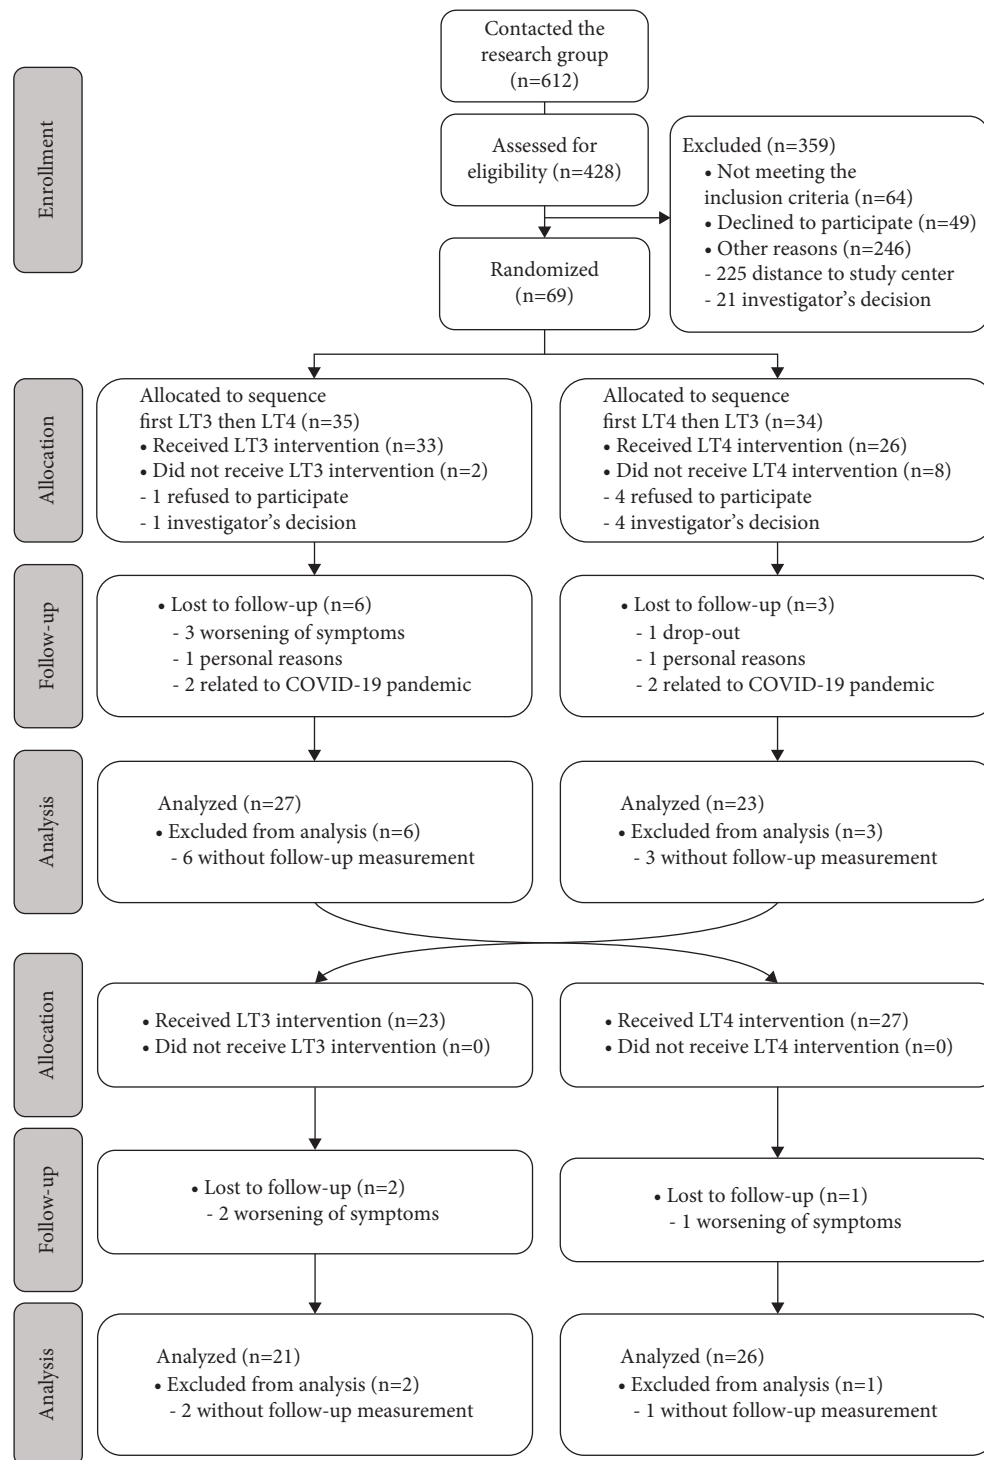 Enrollment
Contacted the
research group
(n=612)
Assessed for
eligibility (n=428)
Excluded (n=359)
• Not meeting the
inclusion criteria (n=64)
• Declined to participate (n=49)
• Other reasons (n=246)
- 225 distance to study center
- 21 investigator's decision
Randomized
(n=69)
Allocation
Allocated to sequence
first LT3 then LT4 (n=35)
• Received LT3 intervention (n=33)
• Did not receive LT3 intervention (n=2)
- 1 refused to participate
- 1 investigator's decision
Allocated to sequence
first LT4 then LT3 (n=34)
• Received LT4 intervention (n=26)
• Did not receive LT4 intervention (n=8)
- 4 refused to participate
- 4 investigator's decision
Follow-up
• Lost to follow-up (n=6)
- 3 worsening of symptoms
- 1 personal reasons
- 2 related to COVID-19 pandemic
• Lost to follow-up (n=3)
- 1 drop-out
- 1 personal reasons
- 2 related to COVID-19 pandemic
Analysis
Analyzed (n=27)
• Excluded from analysis (n=6)
- 6 without follow-up measurement
Analyzed (n=23)
• Excluded from analysis (n=3)
- 3 without follow-up measurement
Allocation
• Received LT3 intervention (n=23)
• Did not receive LT3 intervention (n=0)
• Received LT4 intervention (n=27)
• Did not receive LT4 intervention (n=0)
Follow-up
• Lost to follow-up (n=2)
- 2 worsening of symptoms
• Lost to follow-up (n=1)
- 1 worsening of symptoms
Analysis
Analyzed (n=21)
• Excluded from analysis (n=2)
- 2 without follow-up measurement
Analyzed (n=26)
• Excluded from analysis (n=1)
- 1 without follow-up measurement